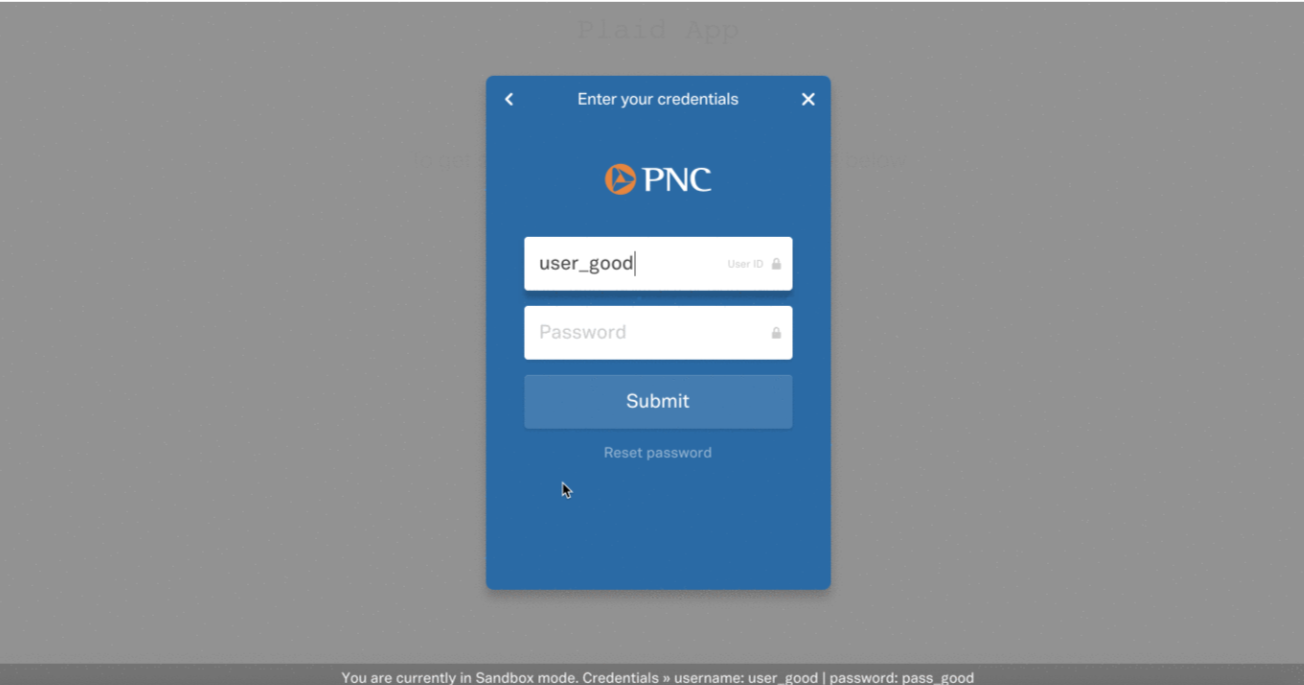 Plaid App
Enter your credentials
PNC
user_good
User ID
Password
Submit
Reset password
You are currently in Sandbox mode. Credentials » username: user_good | password: pass_good